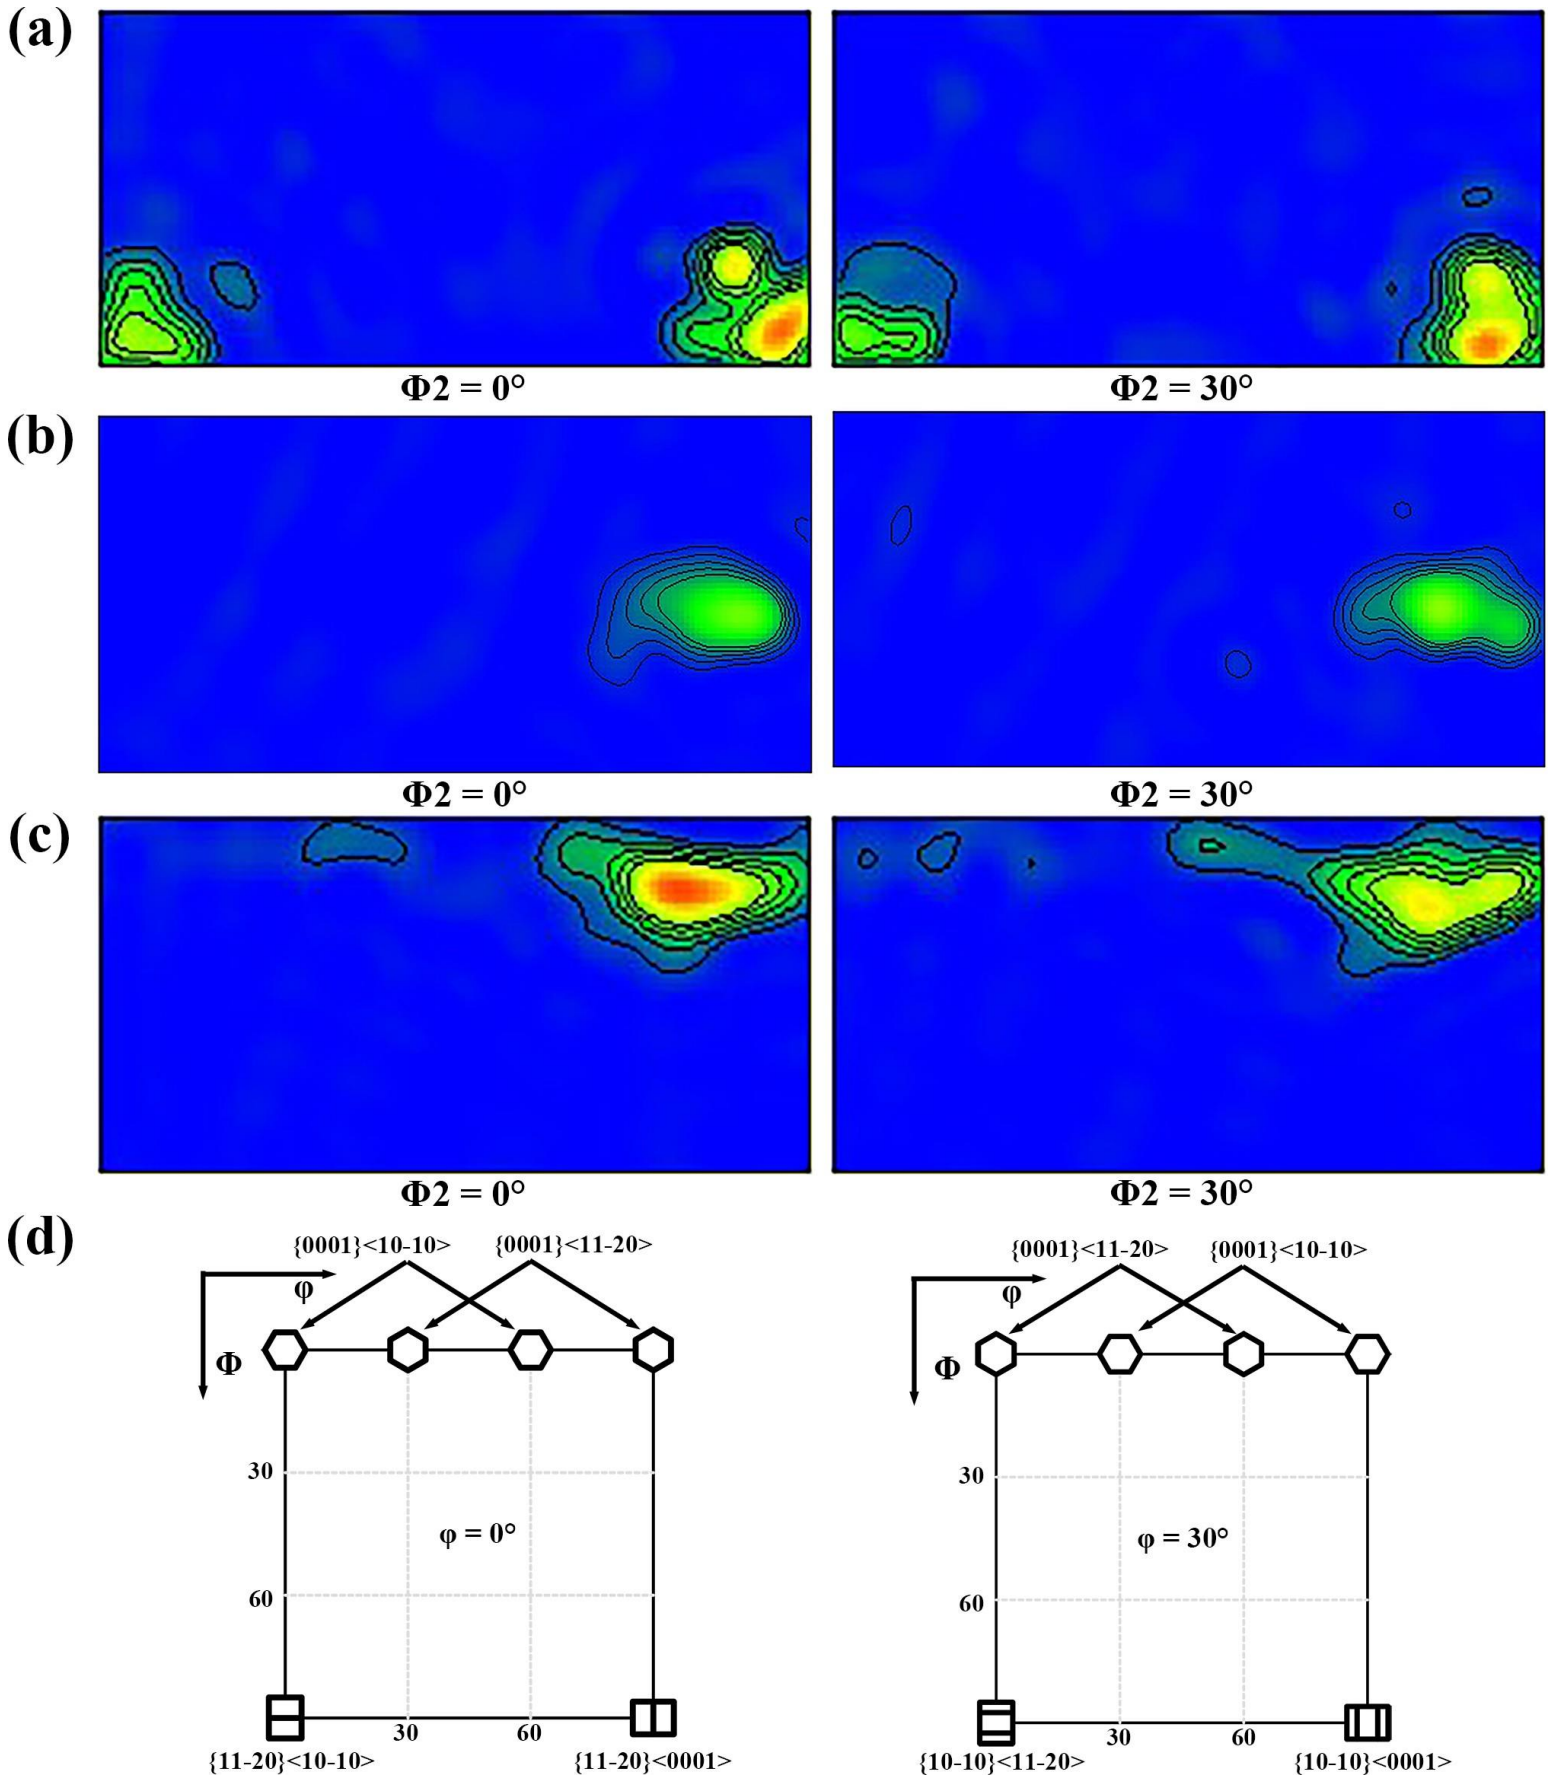 (a)
Φ2 = 0°
Φ2 = 30°
(b)
Φ2 = 0°
Φ2 = 30°
(c)
Φ2 = 0°
Φ2 = 30°
(d)
{0001}<10-10>
{0001}<11-20>
φ
Φ
30
φ = 0°
60
30
60
{11-20}<10-10>
{11-20}<0001>
{0001}<11-20>
{0001}<10-10>
φ
Φ
30
φ = 30°
60
30
60
{10-10}<11-20>
{10-10}<0001>